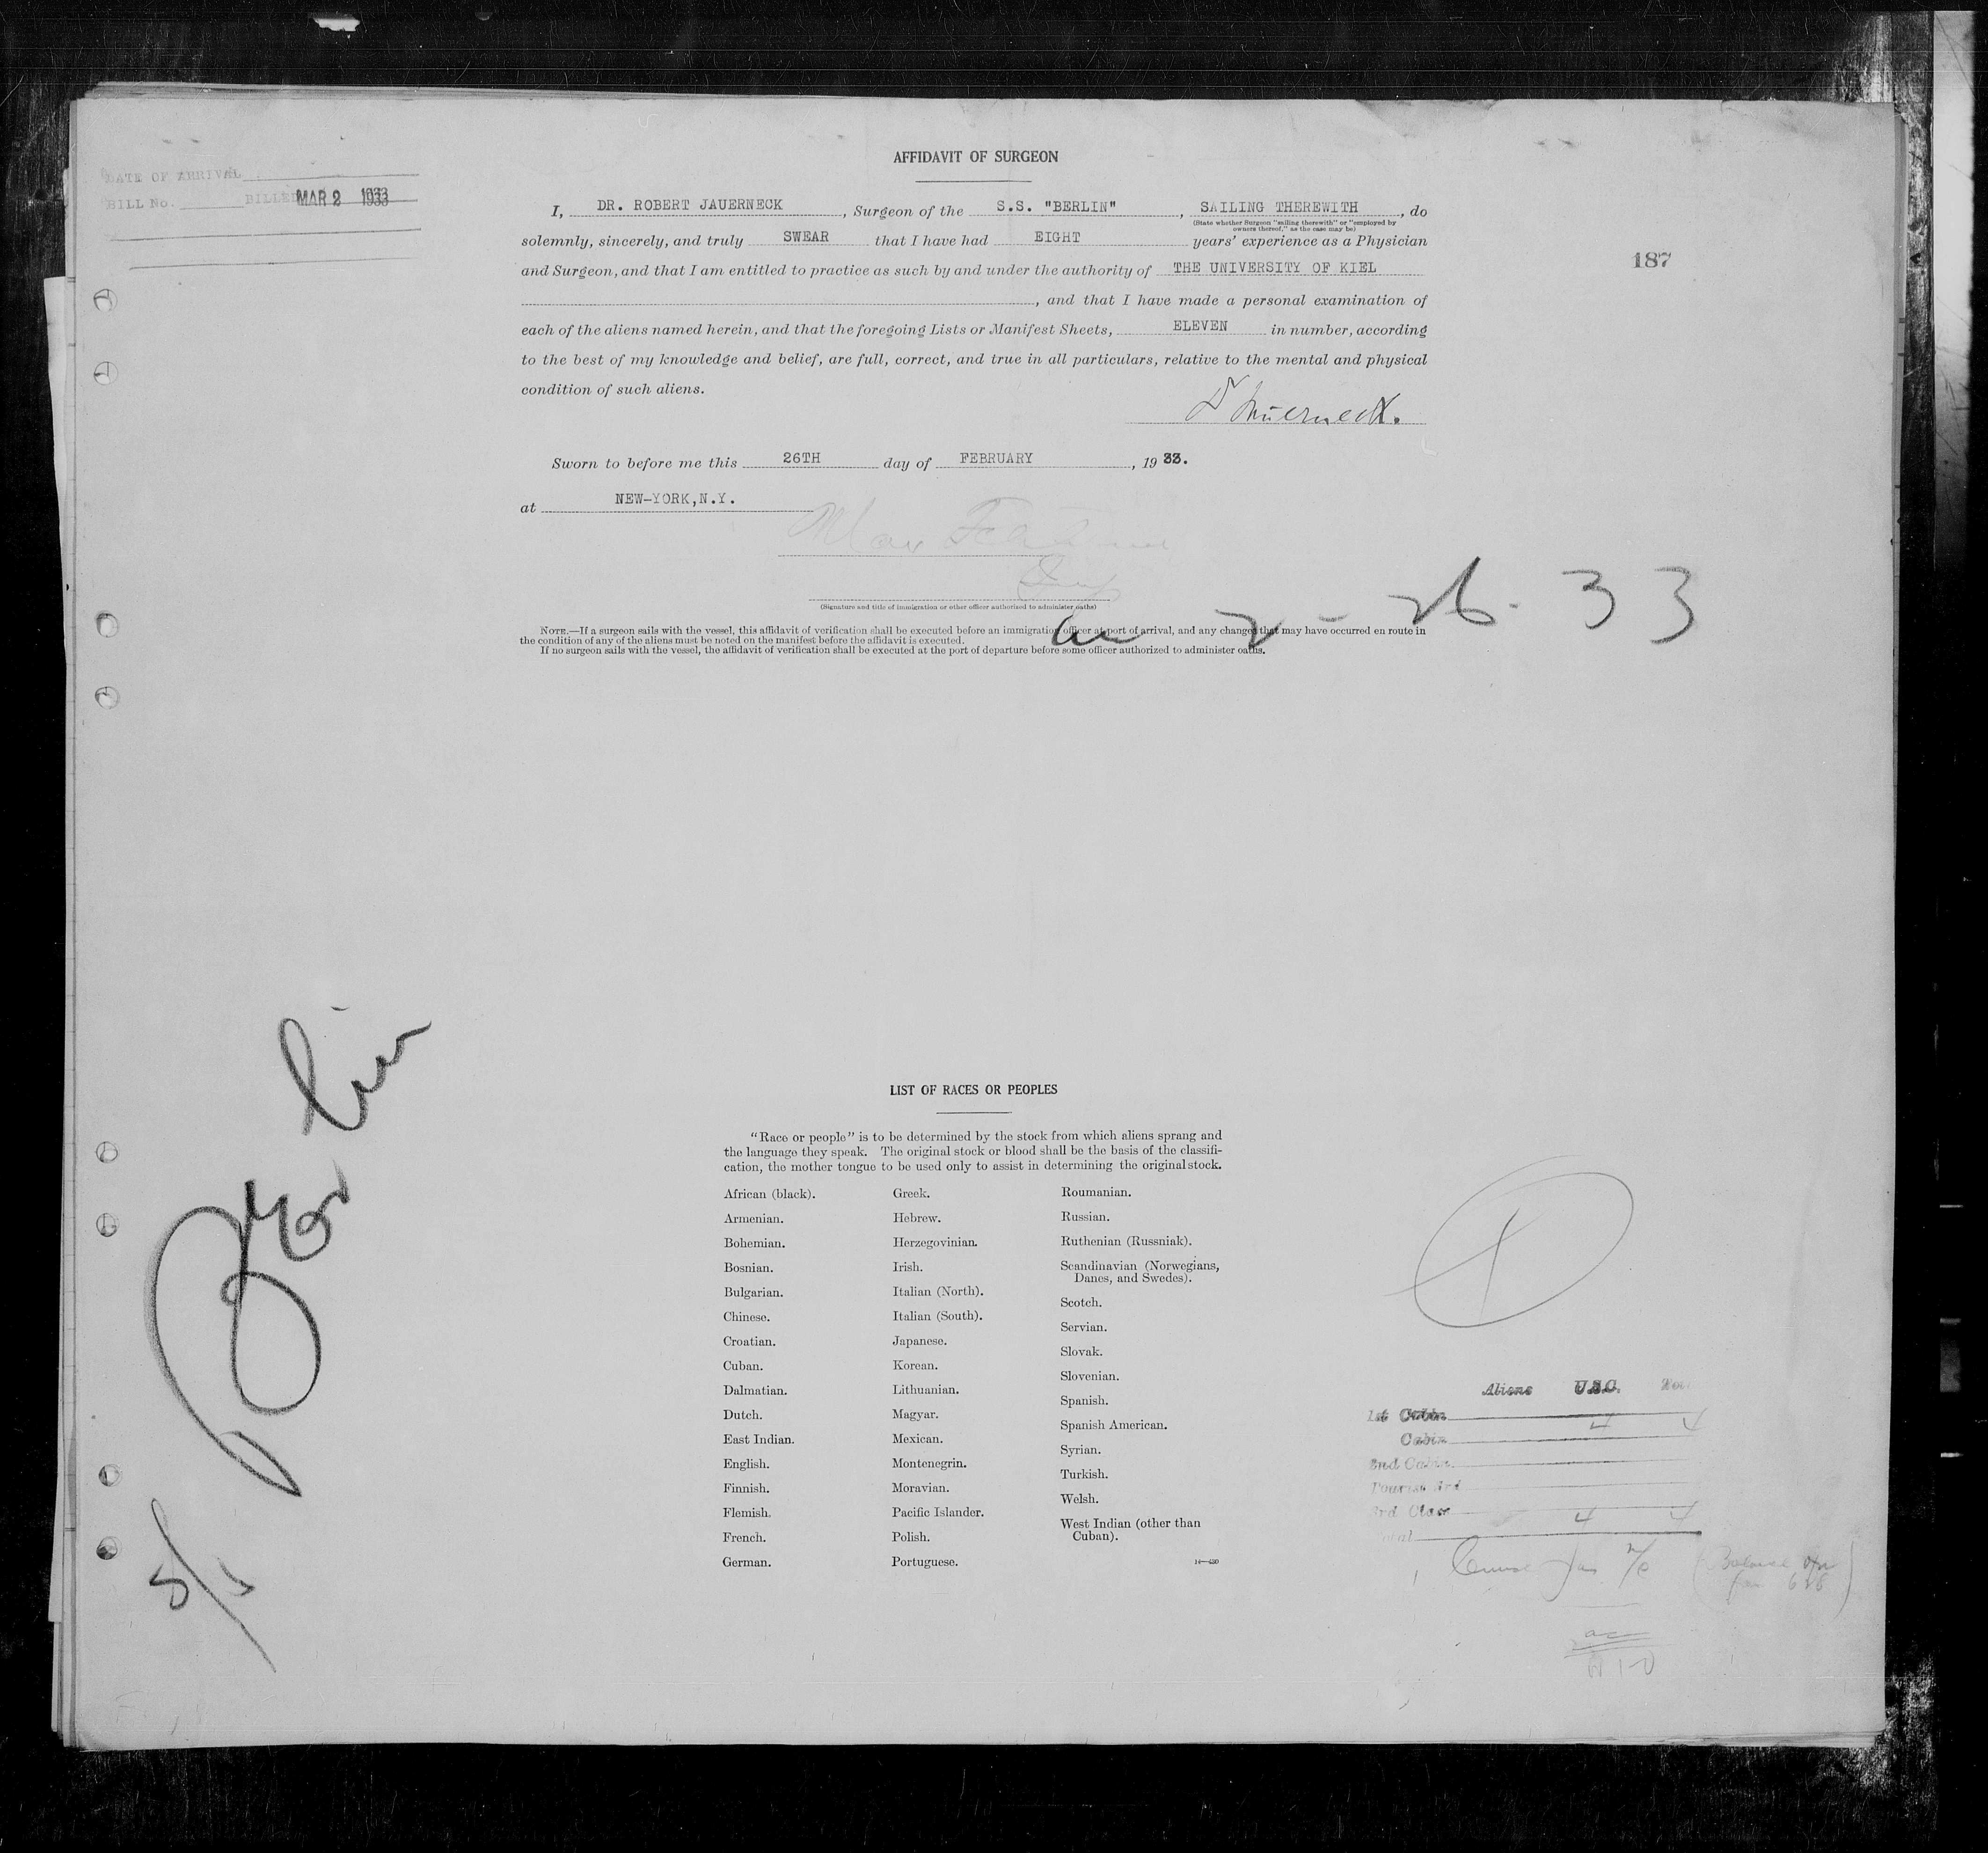 DATE OF ARRIVAL
BILL No. BILLED MAR 2 1933
187
AFFIDAVIT OF SURGEON
I, DR. ROBERT JAUERNECK, Surgeon of the S.S. "BERLIN", SAILING THEREWITH, do
(State whether Surgeon "sailing therewith" or "employed by
owners thereof," as the case may be)
solemnly, sincerely, and truly SWEAR that I have had EIGHT years' experience as a Physician
and Surgeon, and that I am entitled to practice as such by and under the authority of THE UNIVERSITY OF KIEL
, and that I have made a personal examination of
each of the aliens named herein, and that the foregoing Lists or Manifest Sheets, ELEVEN in number, according
to the best of my knowledge and belief, are full, correct, and true in all particulars, relative to the mental and physical
condition of such aliens.
Sworn to before me this 26TH day of FEBRUARY, 1933.
at NEW-YORK,N.Y.
(Signature and title of immigration or other officer authorized to administer oaths)
2-26-33
NOTE.—If a surgeon sails with the vessel, this affidavit of verification shall be executed before an immigration officer at port of arrival, and any changes that may have occurred en route in
the condition of any of the aliens must be noted on the manifest before the affidavit is executed.
If no surgeon sails with the vessel, the affidavit of verification shall be executed at the port of departure before some officer authorized to administer oaths.
Berlin
LIST OF RACES OR PEOPLES
"Race or people" is to be determined by the stock from which aliens sprang and
the language they speak. The original stock or blood shall be the basis of the classifi-
cation, the mother tongue to be used only to assist in determining the original stock.
African (black).
Armenian.
Bohemian.
Bosnian.
Bulgarian.
Chinese.
Croatian.
Cuban.
Dalmatian.
Dutch.
East Indian.
English.
Finnish.
Flemish.
French.
German.
Greek.
Hebrew.
Herzegovinian.
Irish.
Italian (North).
Italian (South).
Japanese.
Korean.
Lithuanian.
Magyar.
Mexican.
Montenegrin.
Moravian.
Pacific Islander.
Polish.
Portuguese.
Roumanian.
Russian.
Ruthenian (Russniak).
Scandinavian (Norwegians,
Danes, and Swedes).
Scotch.
Servian.
Slovak.
Slovenian.
Spanish.
Spanish American.
Syrian.
Turkish.
Welsh.
West Indian (other than
Cuban).
Aliens U.S.C.
1st Cabin 4 4
Cabin
2nd Cabin
Tourist 3rd
3rd Class 4 4